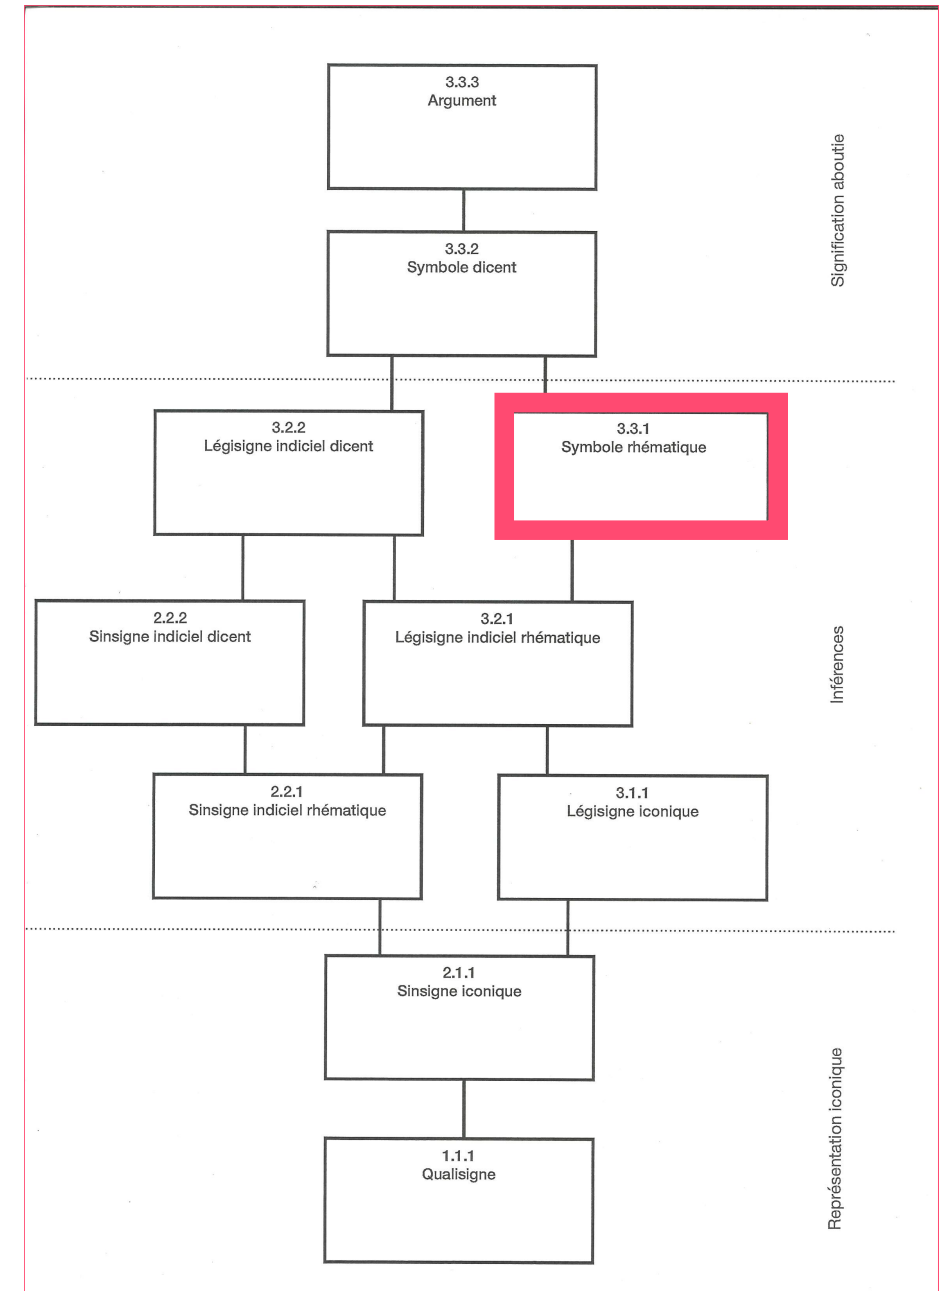 3.3.3
Argument
Signification aboutie
3.3.2
Symbole dicent
3.2.2
Légisigne indiciel dicent
3.3.1
Symbole rhématique
2.2.2
Sinsigne indiciel dicent
3.2.1
Légisigne indiciel rhématique
Inférences
2.2.1
Sinsigne indiciel rhématique
3.1.1
Légisigne iconique
2.1.1
Sinsigne iconique
1.1.1
Qualisigne
Représentation iconique